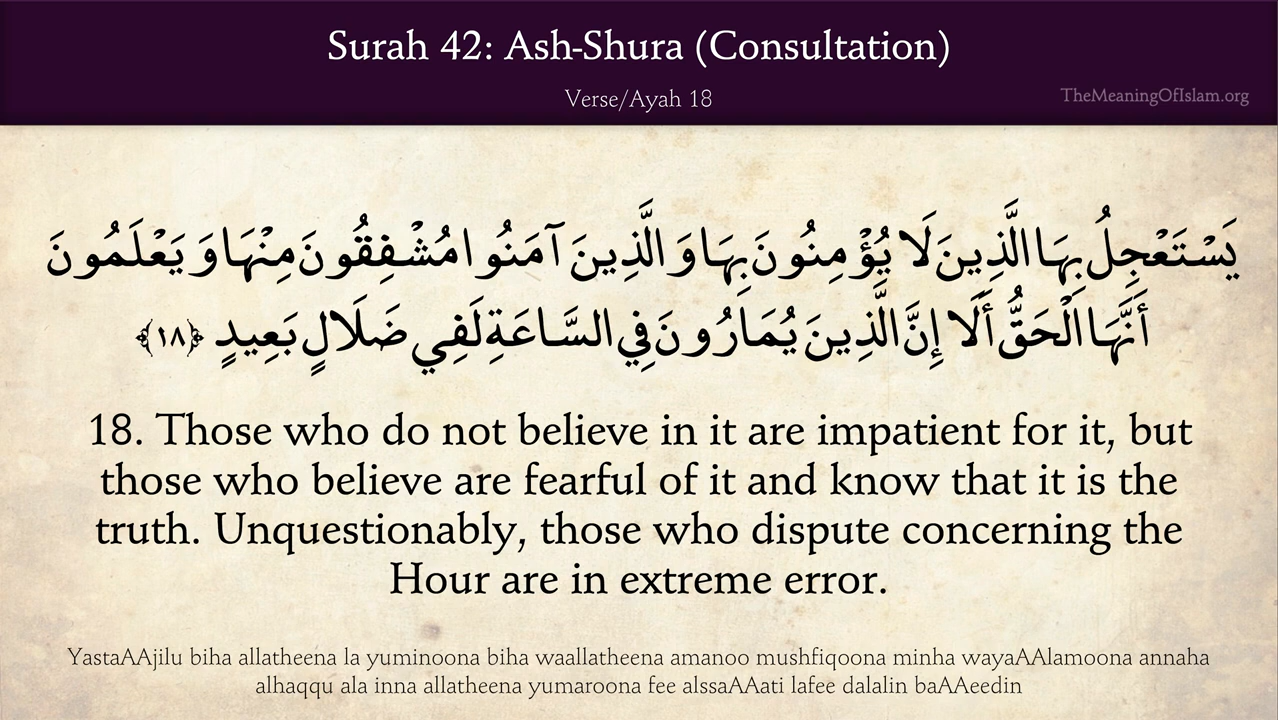 Surah 42: Ash-Shura (Consultation)
Verse/Ayah 18
TheMeaningOfIslam.org
يَسْتَعْجِلُ بِهَا الَّذِينَ لَا يُؤْمِنُونَ بِهَا وَالَّذِينَ آمَنُوا مُشْفِقُونَ مِنْهَا وَيَعْلَمُونَ
أَنَّهَا الْحَقُّ أَلَا إِنَّ الَّذِينَ يُمَارُونَ فِي السَّاعَةِ لَفِي ضَلَالٍ بَعِيدٍ ﴿١٨﴾
18. Those who do not believe in it are impatient for it, but
those who believe are fearful of it and know that it is the
truth. Unquestionably, those who dispute concerning the
Hour are in extreme error.
YastaAAjilu biha allatheena la yuminoona biha waallatheena amanoo mushfiqoona minha wayaAAlamoona annaha
alhaqqu ala inna allatheena yumaroona fee alssaAAati lafee dalalin baAAeedin